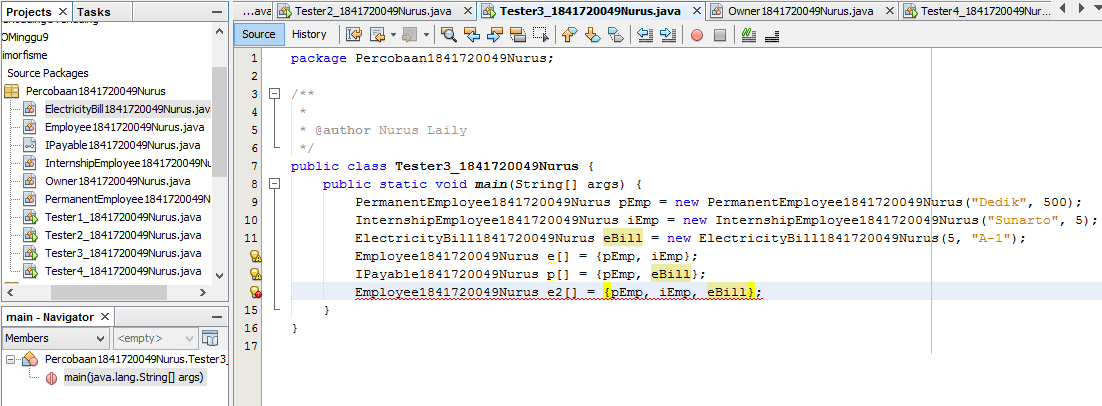 Projects × Tasks
OMinggu9
imorfisme
Source Packages
Percobaan1841720049Nurus
ElectricityBill1841720049Nurus.java
Employee1841720049Nurus.java
IPayable1841720049Nurus.java
InternshipEmployee1841720049Nurus
Owner1841720049Nurus.java
PermanentEmployee1841720049Nurus
Tester1_1841720049Nurus.java
Tester2_1841720049Nurus.java
Tester3_1841720049Nurus.java
Tester4_1841720049Nurus.java
main - Navigator ×
Members <empty>
Percobaan1841720049Nurus.Tester3_
main(java.lang.String[] args)
...ava Tester2_1841720049Nurus.java × Tester3_1841720049Nurus.java × Owner1841720049Nurus.java × Tester4_1841720049Nur...
Source History
1 package Percobaan1841720049Nurus;
2
3 /**
4 *
5 * @author Nurus Laily
6 */
7 public class Tester3_1841720049Nurus {
8 public static void main(String[] args) {
9 PermanentEmployee1841720049Nurus pEmp = new PermanentEmployee1841720049Nurus("Dedik", 500);
10 InternshipEmployee1841720049Nurus iEmp = new InternshipEmployee1841720049Nurus("Sunarto", 5);
11 ElectricityBill1841720049Nurus eBill = new ElectricityBill1841720049Nurus(5, "A-1");
Employee1841720049Nurus e[] = {pEmp, iEmp};
IPayable1841720049Nurus p[] = {pEmp, eBill};
Employee1841720049Nurus e2[] = {pEmp, iEmp, eBill};
15 }
16 }
17